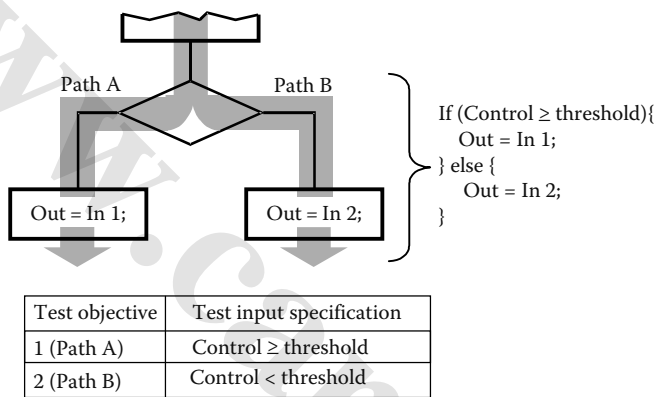 Path A
Path B
If (Control ≥ threshold){
Out = In 1;
} else {
Out = In 2;
}
Out = In 1;
Out = In 2;
Test objective Test input specification
1 (Path A) Control ≥ threshold
2 (Path B) Control < threshold